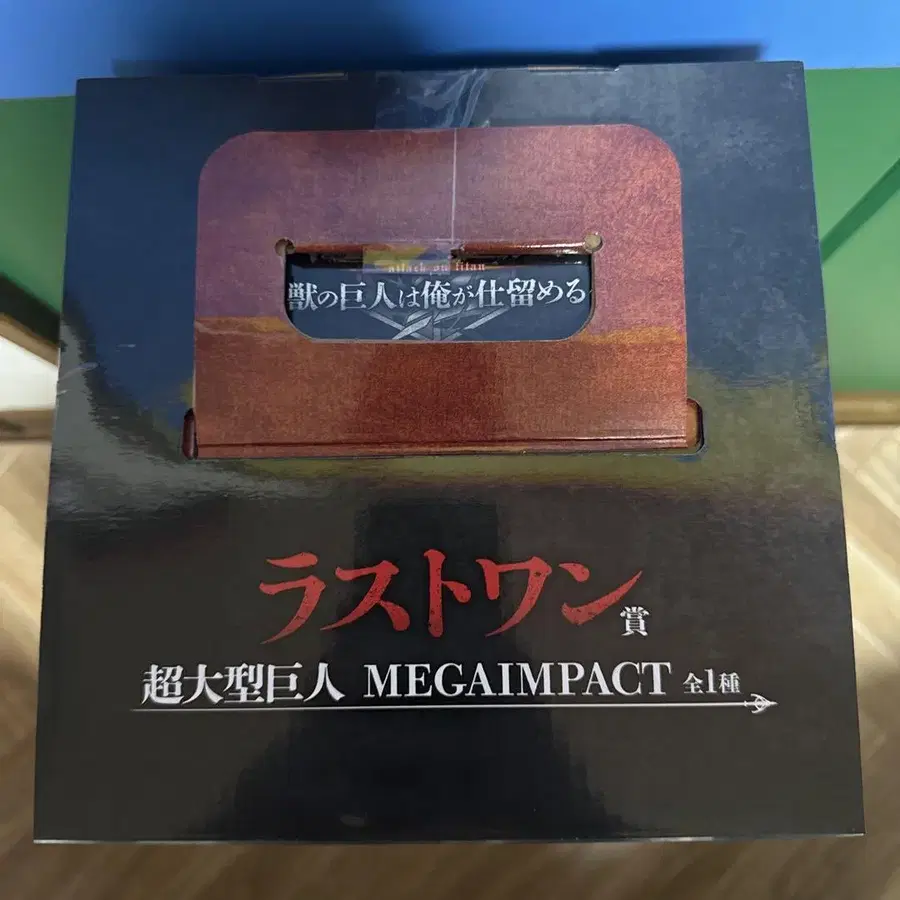 attack on titan
獣の巨人は俺が仕留める
ラストワン賞
超大型巨人 MEGAIMPACT 全1種